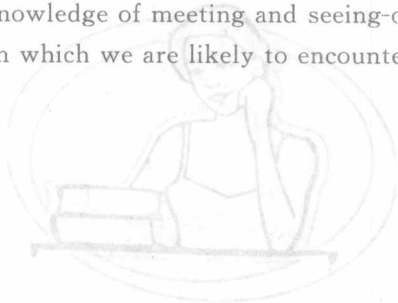 nowledge of meeting and seeing-o
n which we are likely to encounte